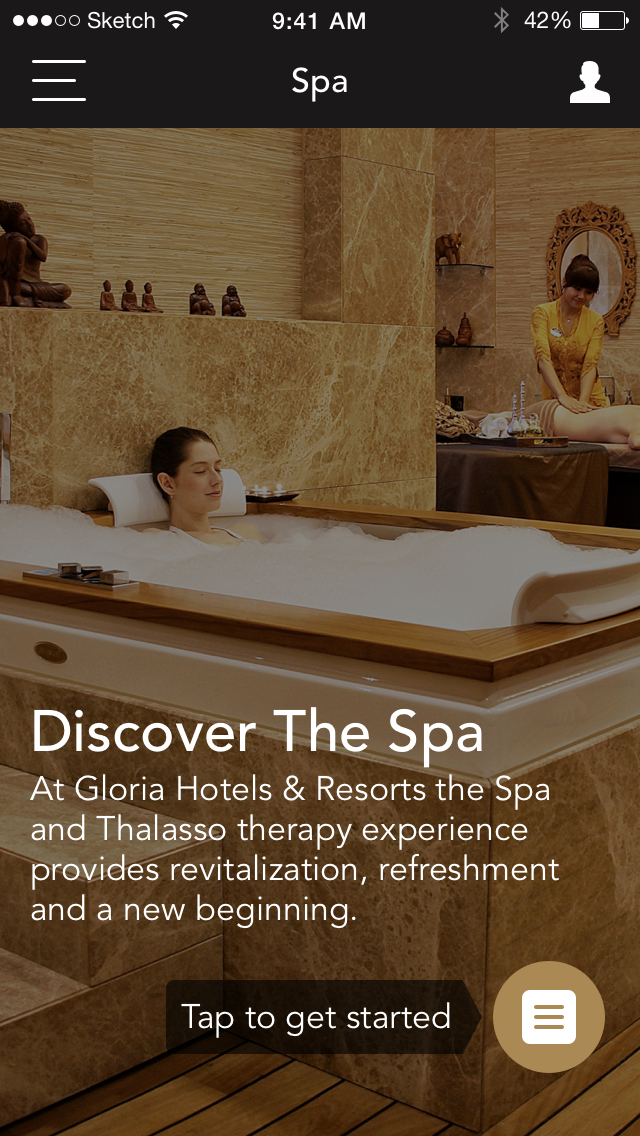 Sketch 9:41 AM 42%
Spa
Discover The Spa
At Gloria Hotels & Resorts the Spa
and Thalasso therapy experience
provides revitalization, refreshment
and a new beginning.
Tap to get started